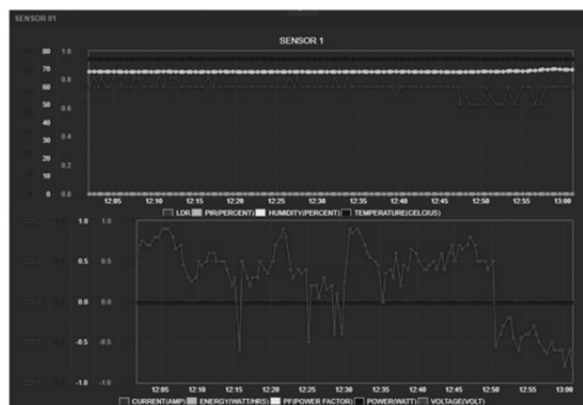 SENSOR 01
SENSOR 1
80 1.0
70
60 0.8
50
0.6
40
30 0.4
20
0.2
10
0 0.0
12:05 12:10 12:15 12:20 12:25 12:30 12:35 12:40 12:45 12:50 12:55 13:00
LDR PIR(PERCENT) HUMIDITY(PERCENT) TEMPERATURE(CELCIUS)
1.0 1.0
0.5 0.5
0.0 0.0
-0.5 -0.5
-1.0 -1.0
12:05 12:10 12:15 12:20 12:25 12:30 12:35 12:40 12:45 12:50 12:55 13:00
CURRENT(AMP) ENERGY(WATT/HRS) PF(POWER FACTOR) POWER(WATT) VOLTAGE(VOLT)